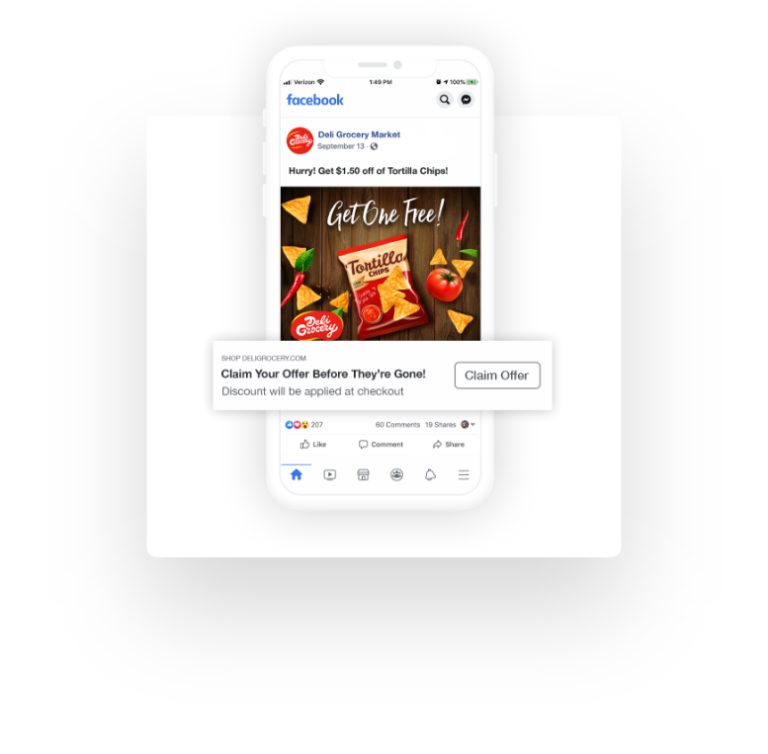 Verizon 1:49 PM 100%
facebook
Deli Grocery Market
September 13
Hurry! Get $1.50 off of Tortilla Chips!
Get One Free!
Tortilla
CHIPS
Deli
Grocery
SHOP DELIGROCERY.COM
Claim Your Offer Before They're Gone!
Claim Offer
Discount will be applied at checkout
207 60 Comments 19 Shares
Like Comment Share